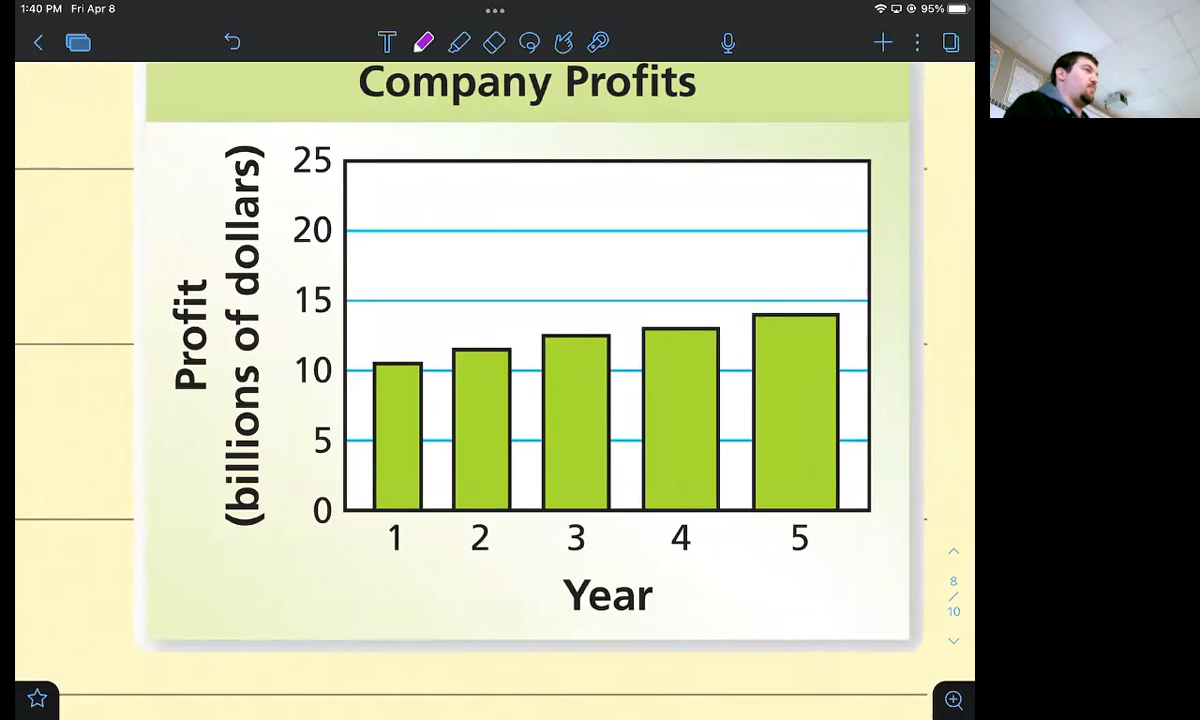 1:40 PM Fri Apr 8
95%
T
Company Profits
Profit
(billions of dollars)
25
20
15
10
5
0
1 2 3 4 5
Year
8
/
10